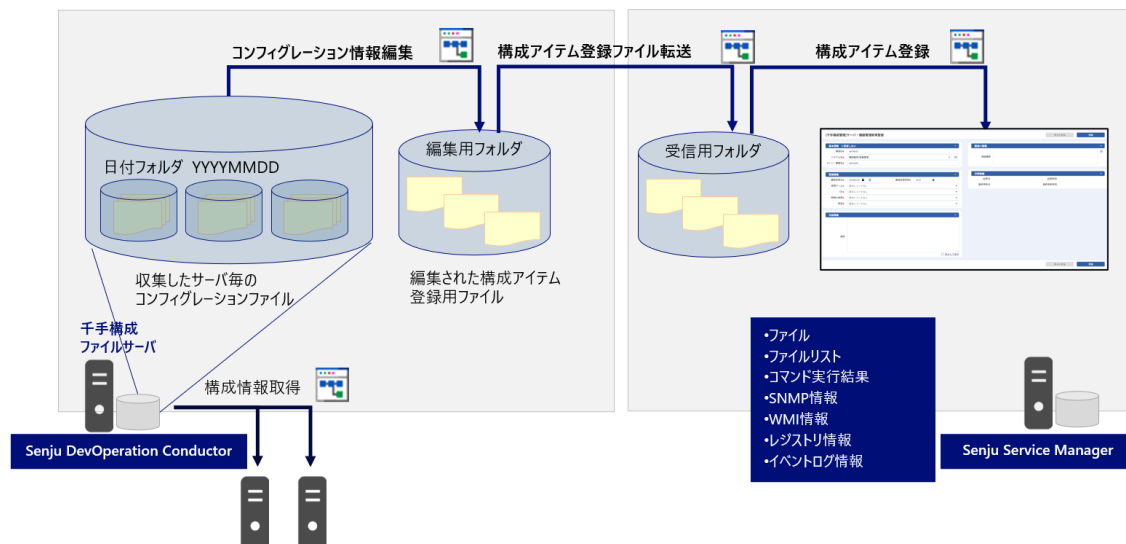 コンフィグレーション情報編集
構成アイテム登録ファイル転送
構成アイテム登録
日付フォルダ YYYYMMDD
編集用フォルダ
受信用フォルダ
収集したサーバ毎の
コンフィグレーションファイル
編集された構成アイテム
登録用ファイル
千手構成
ファイルサーバ
構成情報取得
Senju DevOperation Conductor
•ファイル
•ファイルリスト
•コマンド実行結果
•SNMP情報
•WMI情報
•レジストリ情報
•イベントログ情報
Senju Service Manager